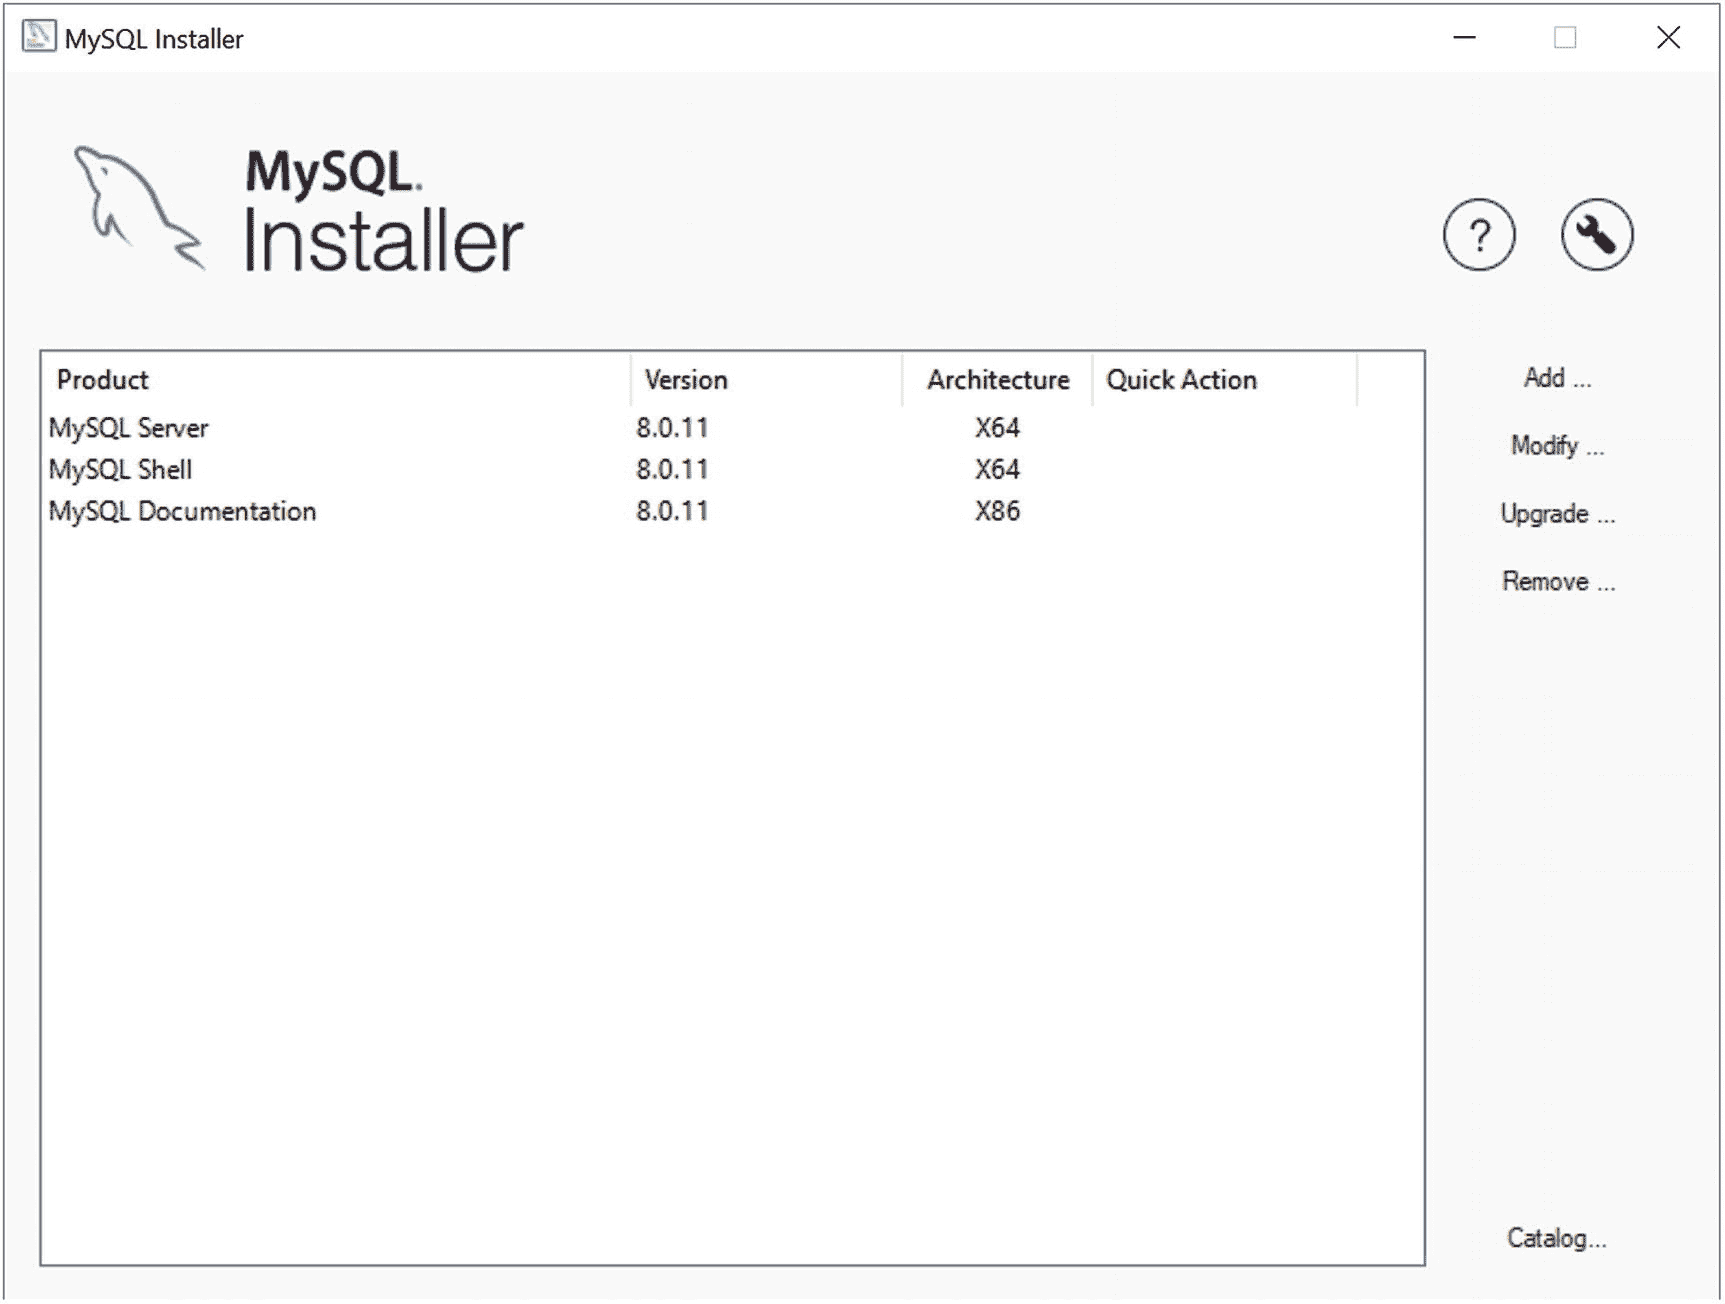 MySQL Installer
MySQL.
Installer
?
Product Version Architecture Quick Action
MySQL Server 8.0.11 X64
MySQL Shell 8.0.11 X64
MySQL Documentation 8.0.11 X86
Add ...
Modify ...
Upgrade ...
Remove ...
Catalog...